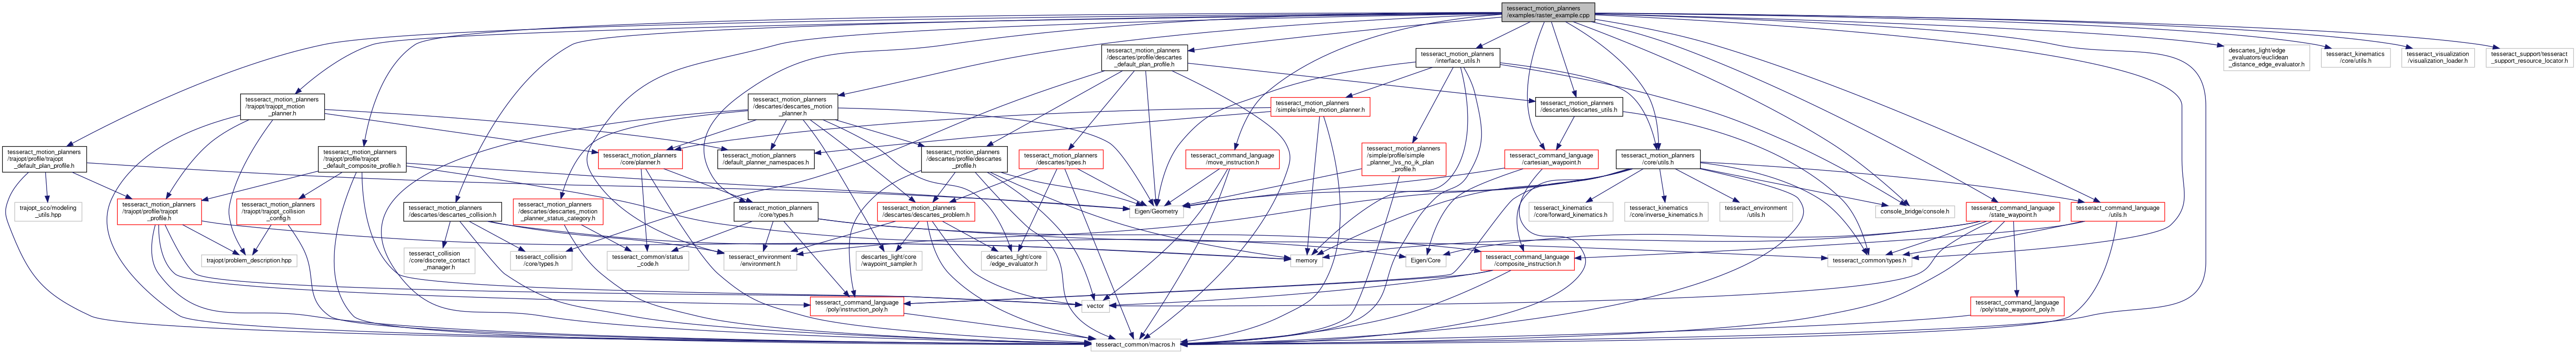 tesseract_motion_planners
/examples/raster_example.cpp
tesseract_motion_planners
/descartes/profile/descartes
_default_plan_profile.h
tesseract_motion_planners
/interface_utils.h
descartes_light/edge
_evaluators/euclidean
_distance_edge_evaluator.h
tesseract_kinematics
/core/utils.h
tesseract_visualization
/visualization_loader.h
tesseract_support/tesseract
_support_resource_locator.h
tesseract_motion_planners
/trajopt/trajopt_motion
_planner.h
tesseract_motion_planners
/descartes/descartes_motion
_planner.h
tesseract_motion_planners
/simple/simple_motion_planner.h
tesseract_motion_planners
/descartes/descartes_utils.h
tesseract_motion_planners
/trajopt/profile/trajopt
_default_plan_profile.h
tesseract_motion_planners
/trajopt/profile/trajopt
_default_composite_profile.h
tesseract_motion_planners
/core/planner.h
tesseract_motion_planners
/default_planner_namespaces.h
tesseract_motion_planners
/descartes/profile/descartes
_profile.h
tesseract_motion_planners
/descartes/types.h
tesseract_command_language
/move_instruction.h
tesseract_motion_planners
/simple/profile/simple
_planner_lvs_no_ik_plan
_profile.h
tesseract_command_language
/cartesian_waypoint.h
tesseract_motion_planners
/core/utils.h
trajopt_sco/modeling
_utils.hpp
tesseract_motion_planners
/trajopt/profile/trajopt
_profile.h
tesseract_motion_planners
/trajopt/trajopt_collision
_config.h
tesseract_motion_planners
/descartes/descartes_collision.h
tesseract_motion_planners
/descartes/descartes_motion
_planner_status_category.h
tesseract_motion_planners
/core/types.h
tesseract_motion_planners
/descartes/descartes_problem.h
Eigen/Geometry
tesseract_kinematics
/core/forward_kinematics.h
tesseract_kinematics
/core/inverse_kinematics.h
tesseract_environment
/utils.h
console_bridge/console.h
tesseract_command_language
/state_waypoint.h
tesseract_command_language
/utils.h
trajopt/problem_description.hpp
tesseract_collision
/core/discrete_contact
_manager.h
tesseract_collision
/core/types.h
tesseract_common/status
_code.h
tesseract_environment
/environment.h
descartes_light/core
/waypoint_sampler.h
descartes_light/core
/edge_evaluator.h
memory
Eigen/Core
tesseract_command_language
/composite_instruction.h
tesseract_common/types.h
tesseract_command_language
/poly/instruction_poly.h
vector
tesseract_command_language
/poly/state_waypoint_poly.h
tesseract_common/macros.h